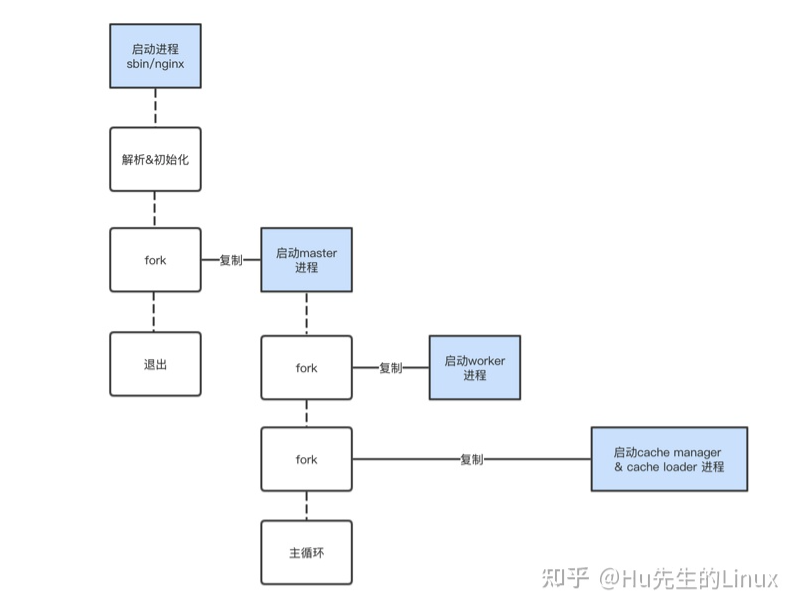 启动进程
sbin/nginx
解析&初始化
fork
复制
启动master
进程
退出
fork
复制
启动worker
进程
fork
复制
启动cache manager
& cache loader 进程
主循环
知乎 @Hu先生的Linux